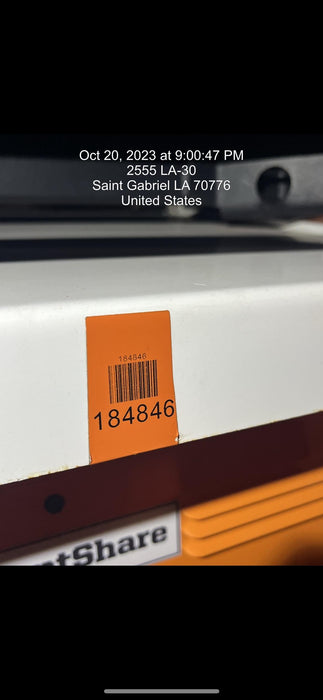 Oct 20, 2023 at 9:00:47 PM
2555 LA-30
Saint Gabriel LA 70776
United States
184846
184846
ntShare